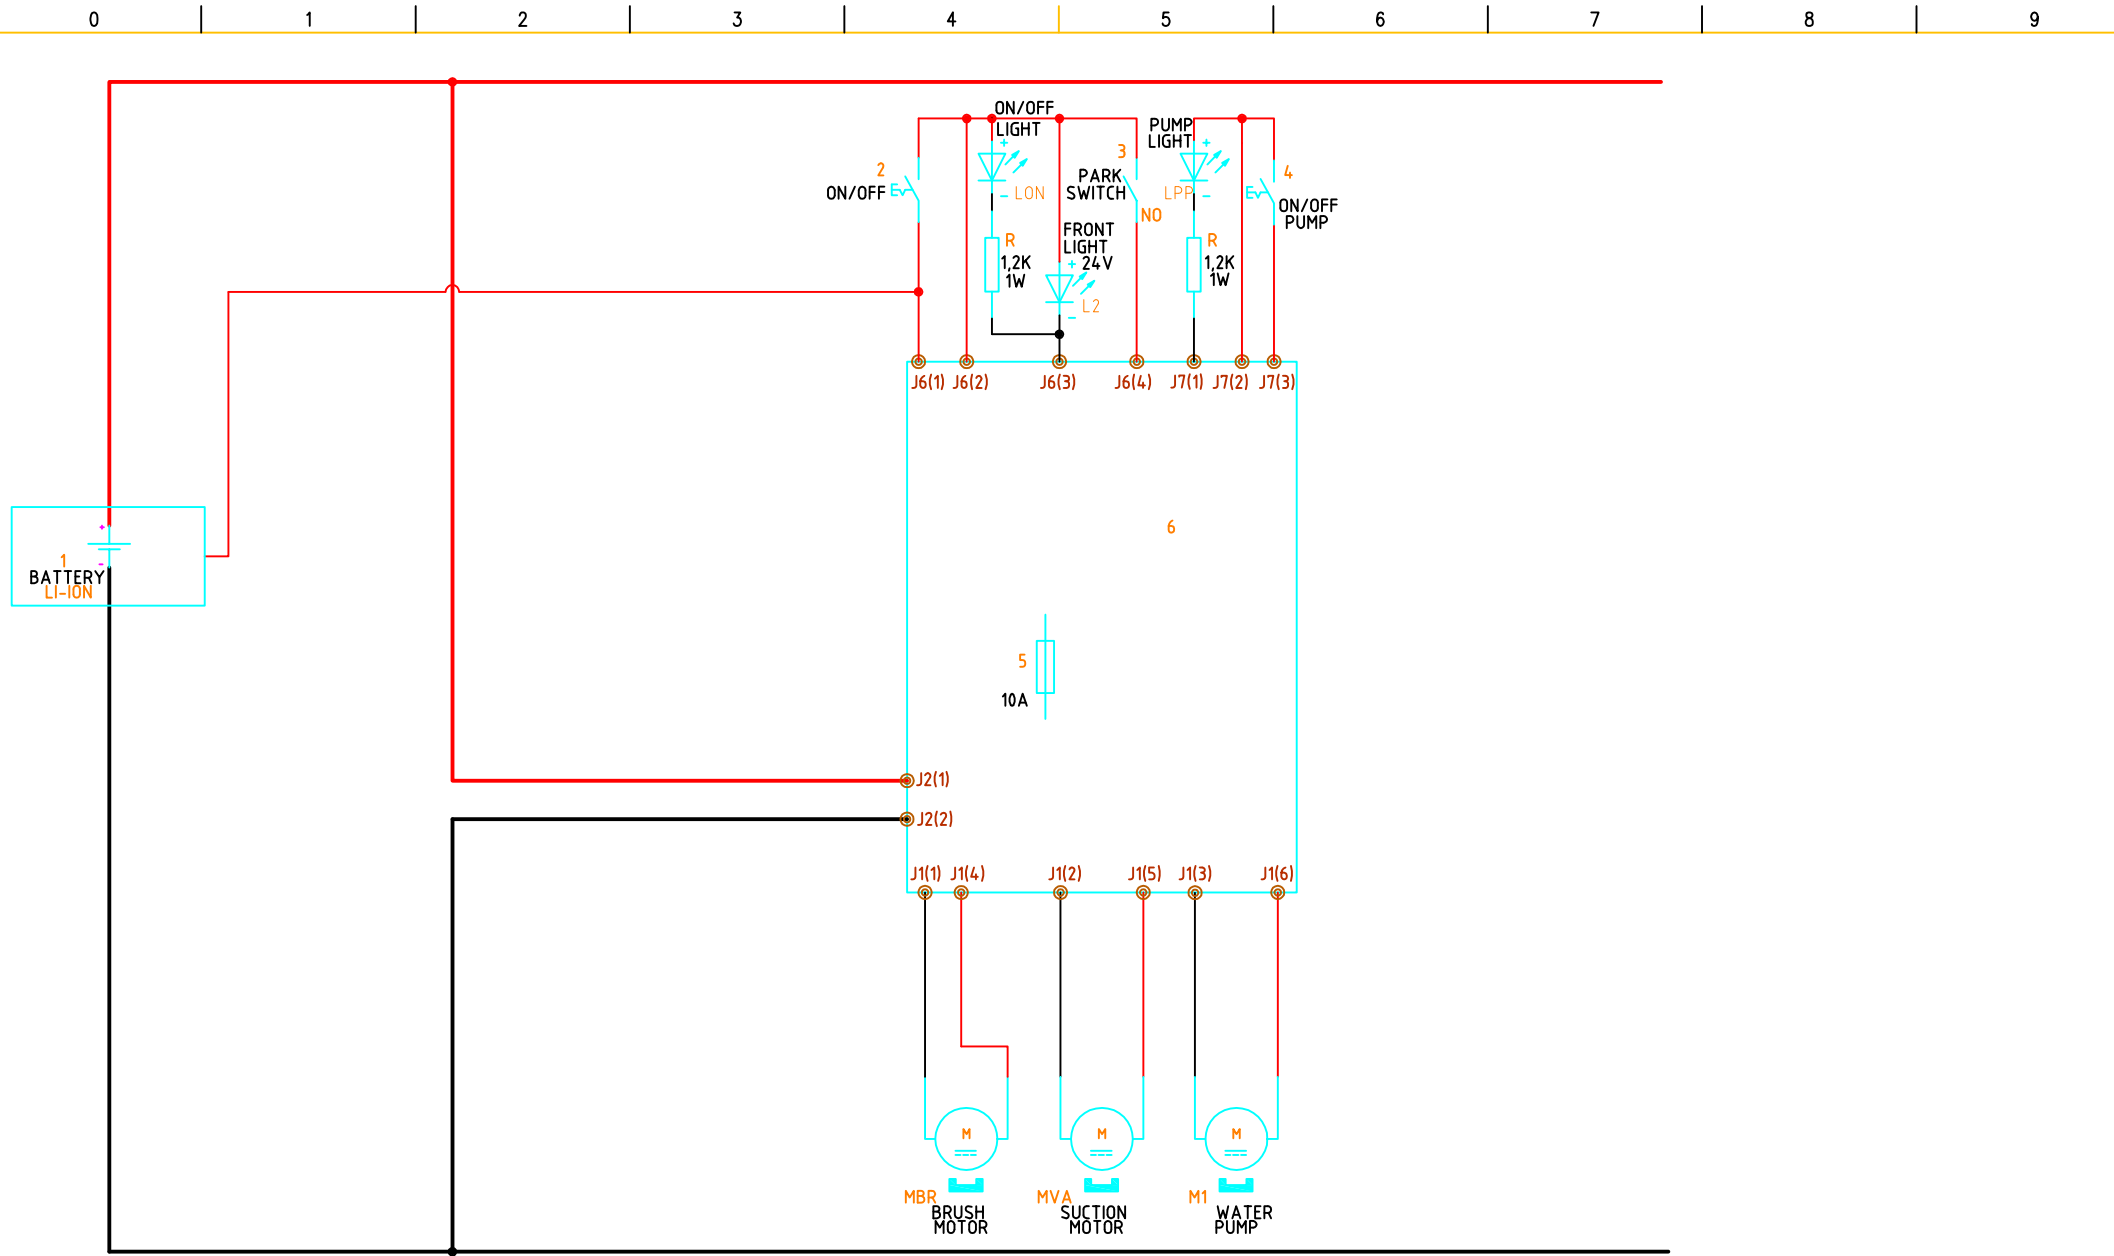 0 1 2 3 4 5 6 7 8 9
ON/OFF
LIGHT
+
- LON
2
ON/OFF
3
PARK
SWITCH
NO
PUMP
LIGHT
+
LPP -
4
ON/OFF
PUMP
R
1,2K
1W
FRONT
LIGHT
+ 24V
L2
-
R
1,2K
1W
J6(1) J6(2) J6(3) J6(4) J7(1) J7(2) J7(3)
6
+
-
1
BATTERY
LI-ION
5
10A
J2(1)
J2(2)
J1(1) J1(4) J1(2) J1(5) J1(3) J1(6)
M M M
MBR MVA M1
BRUSH
MOTOR
SUCTION
MOTOR
WATER
PUMP